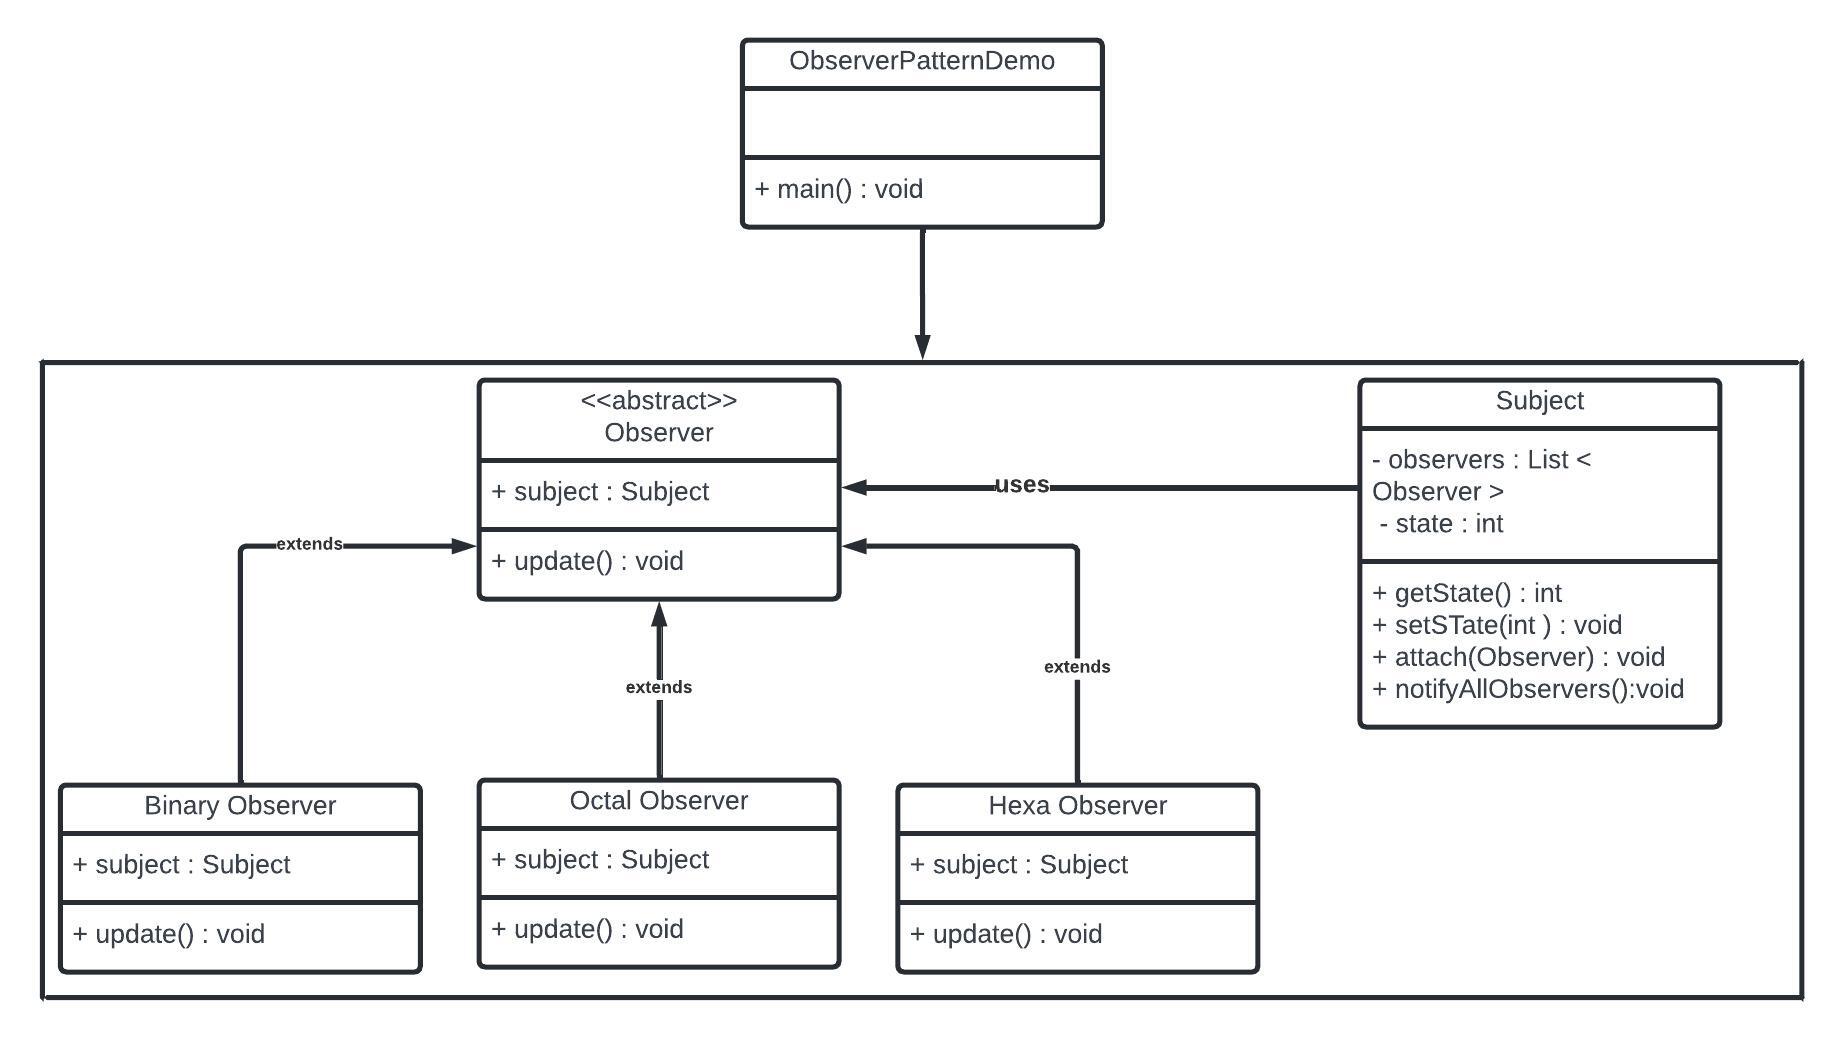 ObserverPatternDemo
+ main() : void
<<abstract>>
Observer
+ subject : Subject
+ update() : void
uses
Subject
- observers : List <
Observer >
- state : int
+ getState() : int
+ setSTate(int ) : void
+ attach(Observer) : void
+ notifyAllObservers():void
extends
extends
extends
Binary Observer
+ subject : Subject
+ update() : void
Octal Observer
+ subject : Subject
+ update() : void
Hexa Observer
+ subject : Subject
+ update() : void